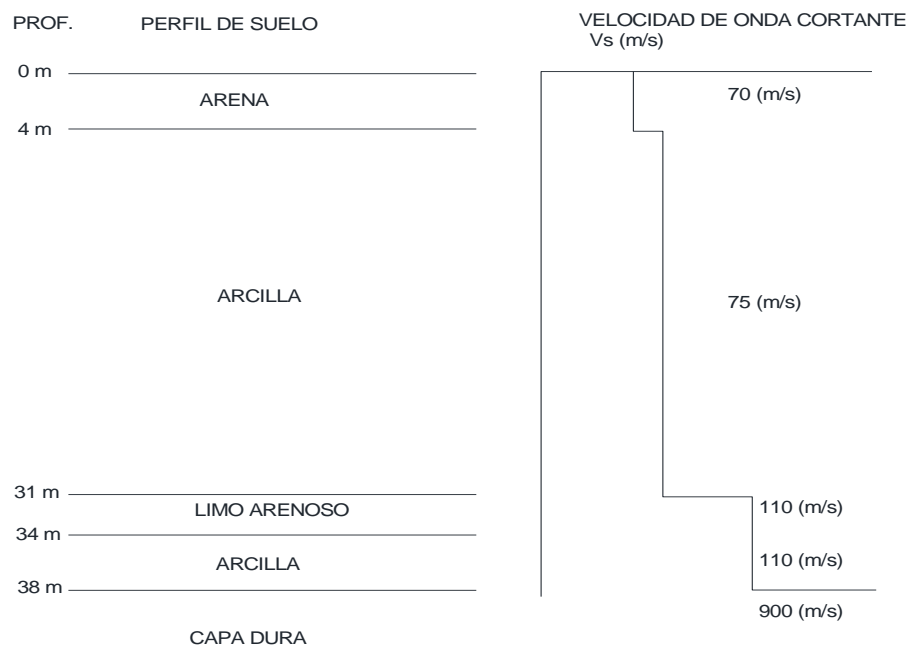 PROF.
PERFIL DE SUELO
VELOCIDAD DE ONDA CORTANTE
Vs (m/s)
0 m
ARENA
70 (m/s)
4 m
ARCILLA
75 (m/s)
31 m
LIMO ARENOSO
110 (m/s)
34 m
ARCILLA
110 (m/s)
38 m
900 (m/s)
CAPA DURA